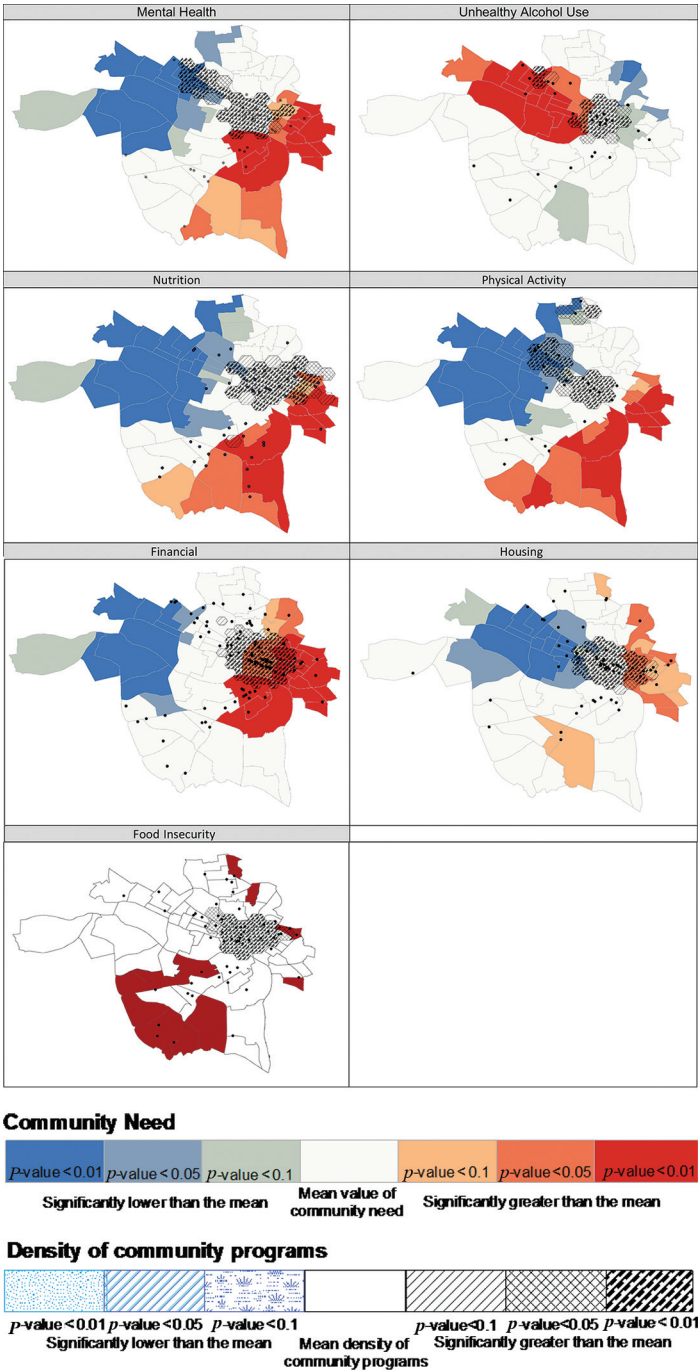 Mental Health
Unhealthy Alcohol Use
Nutrition
Physical Activity
Financial
Housing
Food Insecurity
Community Need
P-value<0.01 p-value<0.05 p-value<0.1 p-value<0.1 p-value<0.05 p-value<0.01
Significantly lower than the mean
Mean value of
community need
Significantly greater than the mean
Density of community programs
p-value<0.01 p-value<0.05 p-value<0.1 p-value<0.1 p-value<0.05 p-value<0.01
Significantly lower than the mean
Mean density of
community programs
Significantly greater than the mean